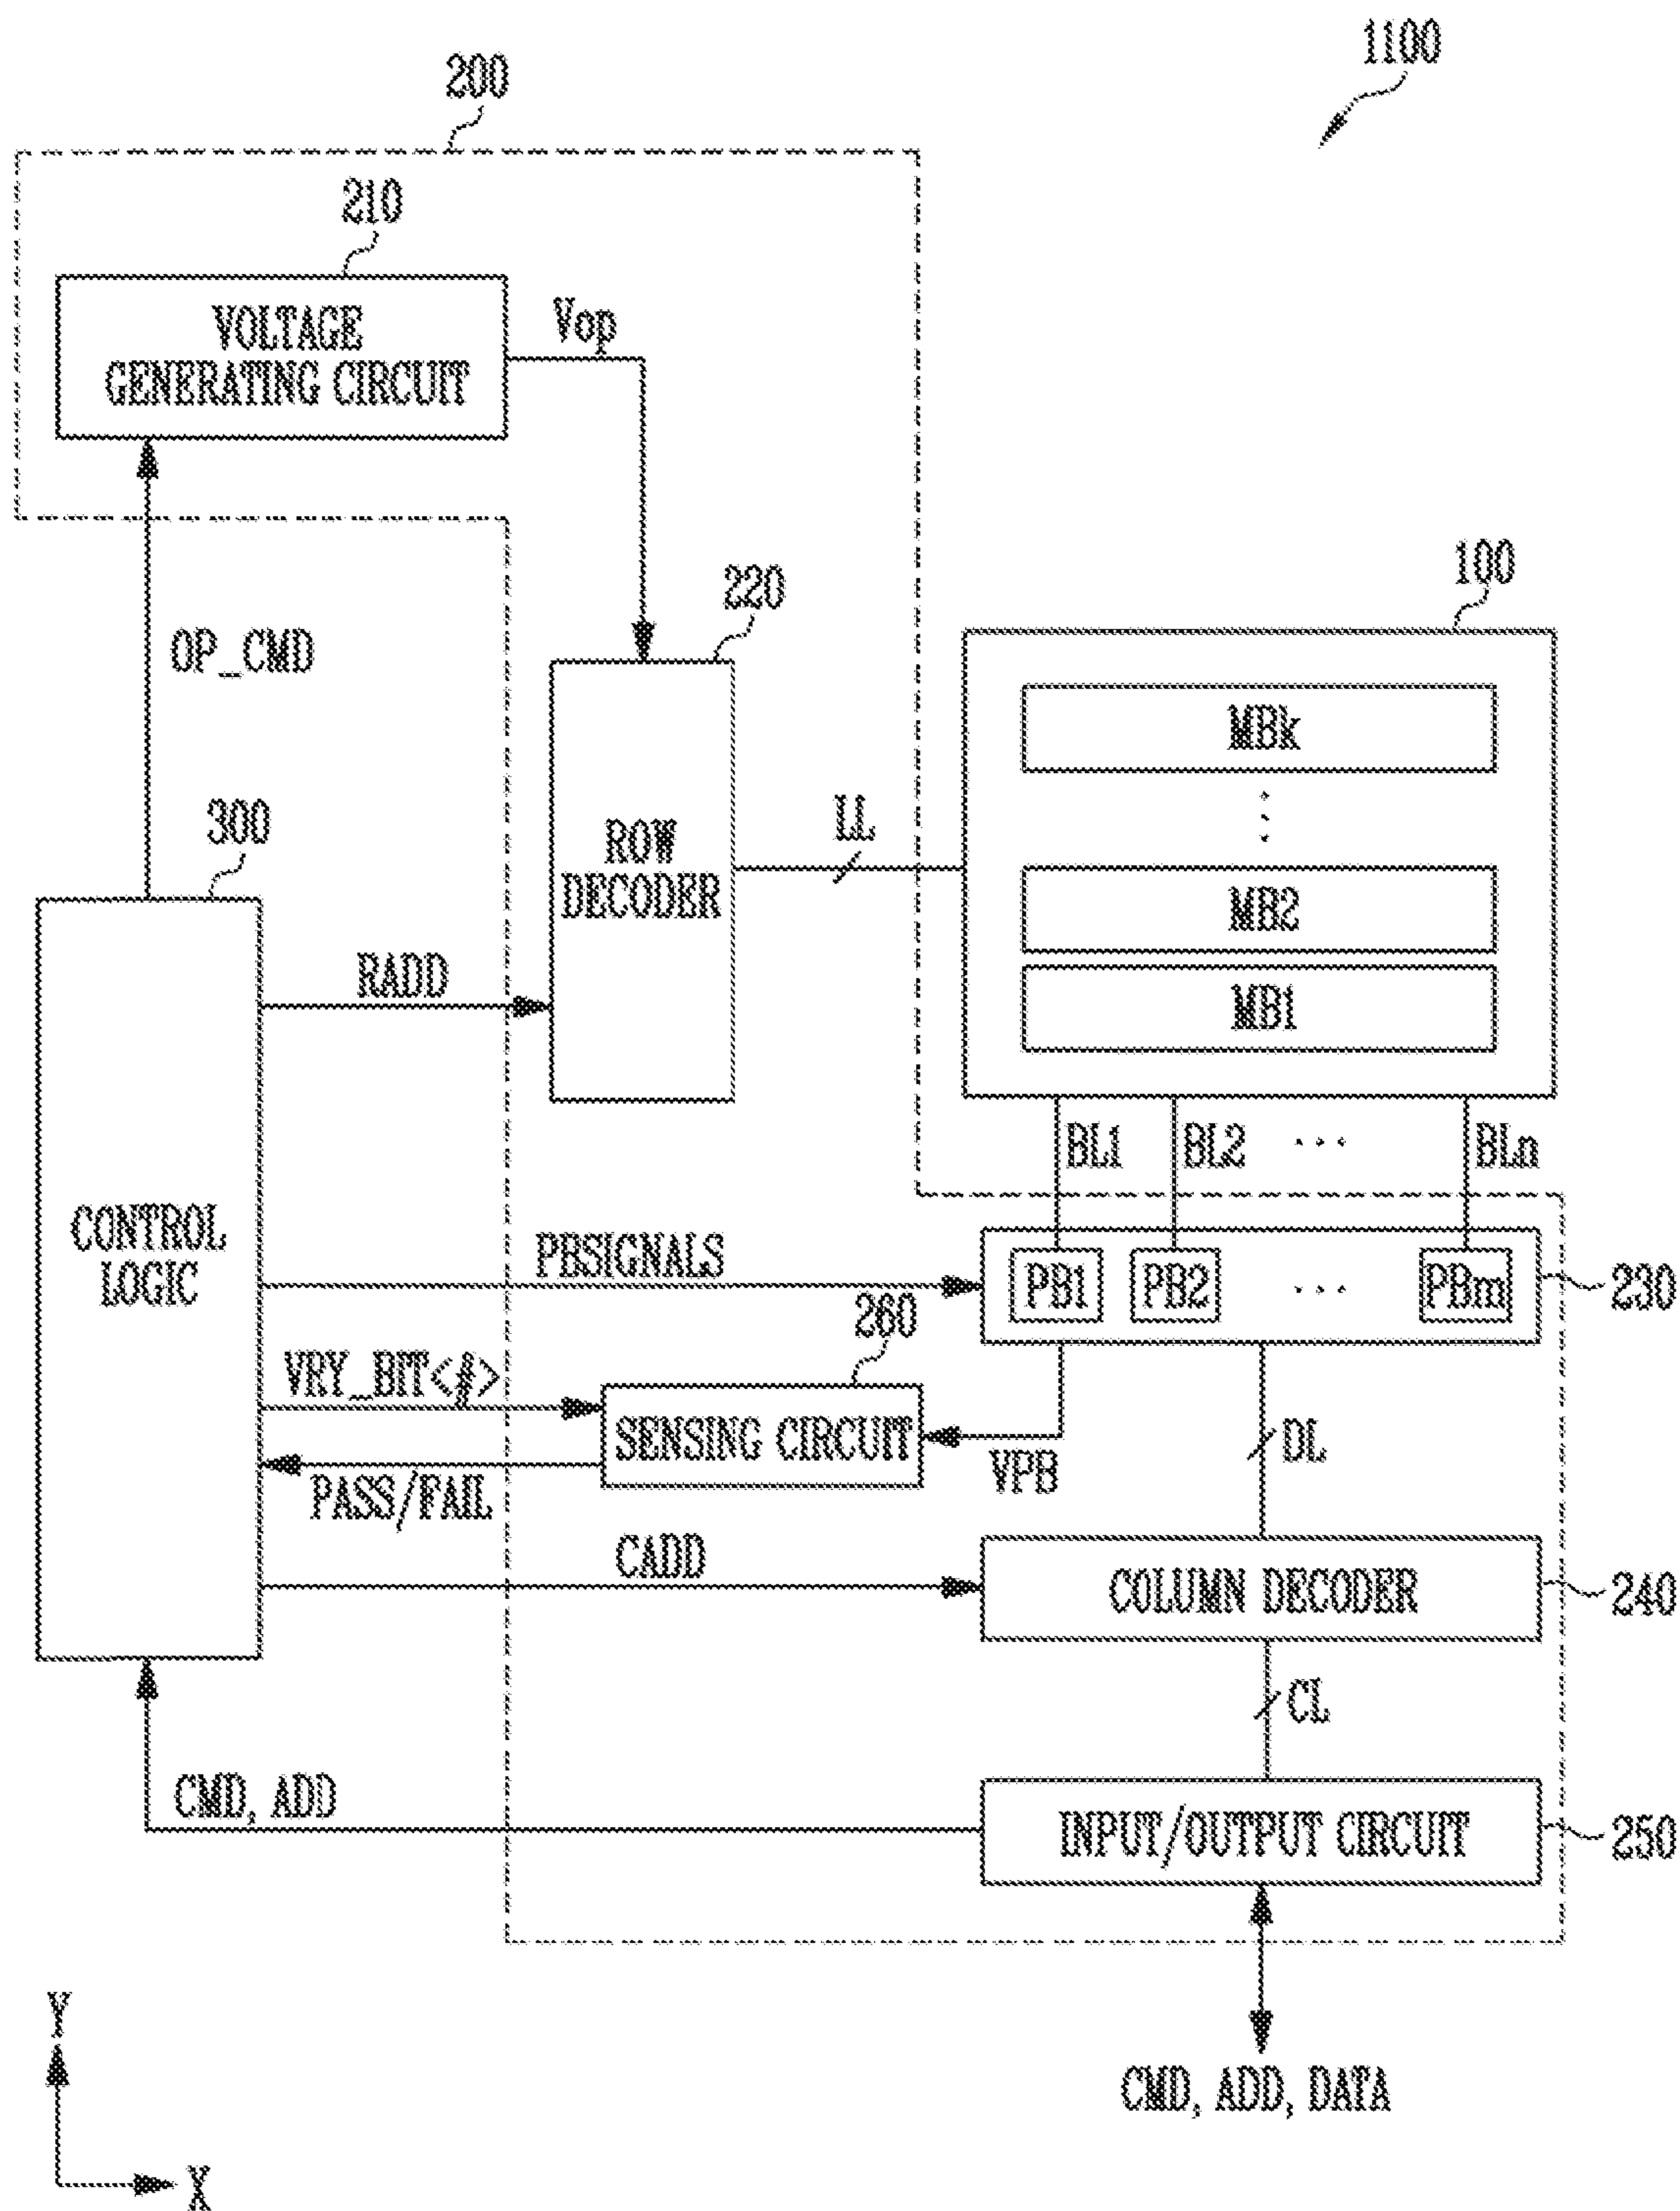 1100
200
210
VOLTAGE
GENERATING CIRCUIT
Vop
OP_CMD
220
100
MBk
300
ROW
DECODER
LL
MB2
RADD
MB1
BL1 BL2 ... BLn
CONTROL
LOGIC
PBSIGNALS
PB1 PB2 ... PBm
230
260
VRY_BIT<#>
SENSING CIRCUIT
VPB
DL
PASS/FAIL
CADD
COLUMN DECODER
240
CL
CMD, ADD
INPUT/OUTPUT CIRCUIT
250
Y
X
CMD, ADD, DATA